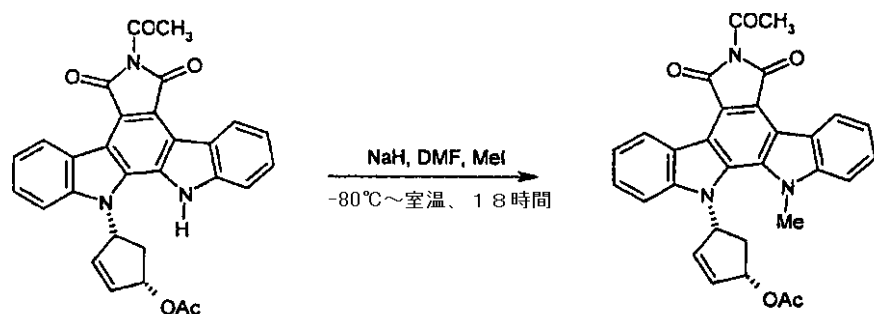 COCH3
N
O
O
N
N
H
OAc
NaH, DMF, MeI
-80℃～室温、１８時間
COCH3
N
O
O
N
N
Me
OAc